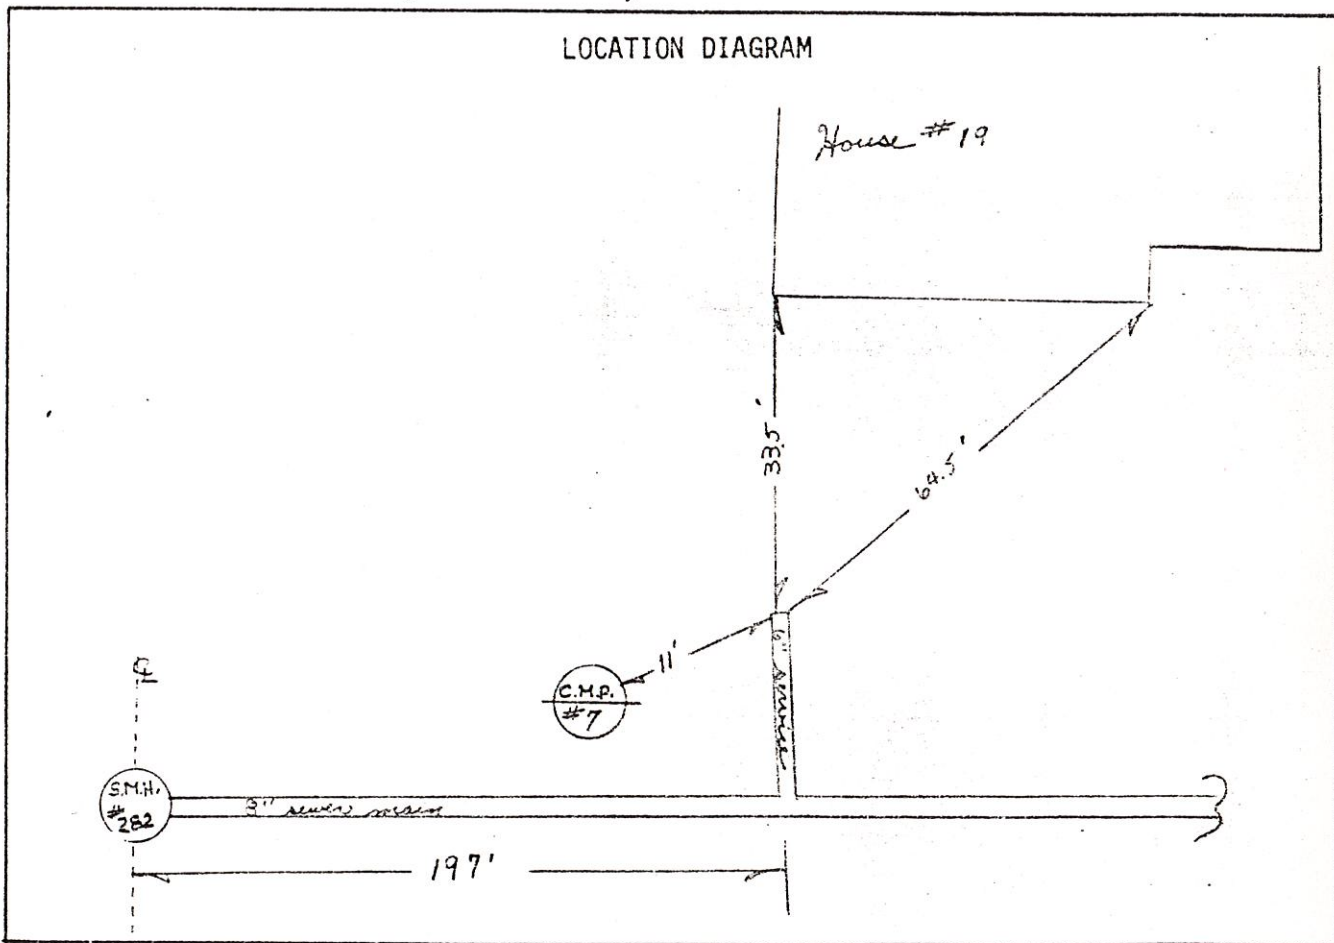 LOCATION DIAGRAM
House #19
33.5'
64.5'
11'
6" service
℄
C.M.P.
#7
S.M.H.
#
282
8" sewer main
197'